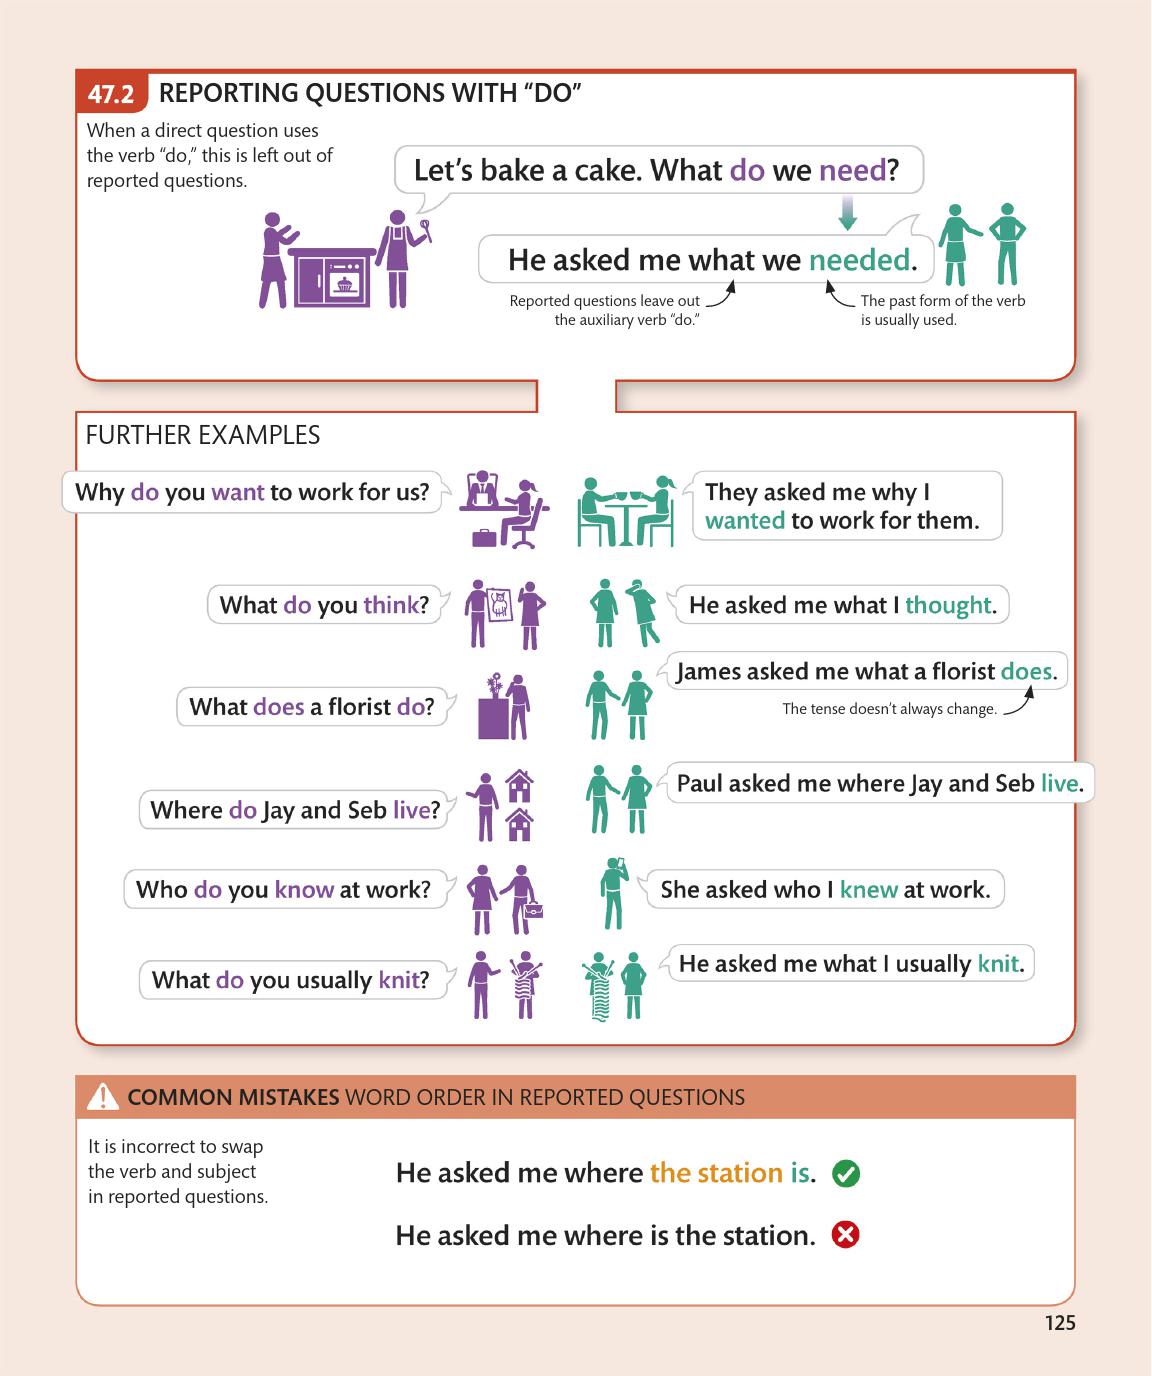 47.2 REPORTING QUESTIONS WITH “DO”
When a direct question uses
the verb “do,” this is left out of
reported questions.
Let’s bake a cake. What do we need?
He asked me what we needed.
Reported questions leave out
the auxiliary verb “do.”
The past form of the verb
is usually used.
FURTHER EXAMPLES
Why do you want to work for us?
They asked me why I
wanted to work for them.
What do you think?
He asked me what I thought.
What does a florist do?
James asked me what a florist does.
The tense doesn’t always change.
Where do Jay and Seb live?
Paul asked me where Jay and Seb live.
Who do you know at work?
She asked who I knew at work.
What do you usually knit?
He asked me what I usually knit.
COMMON MISTAKES WORD ORDER IN REPORTED QUESTIONS
It is incorrect to swap
the verb and subject
in reported questions.
He asked me where the station is.
He asked me where is the station.
125